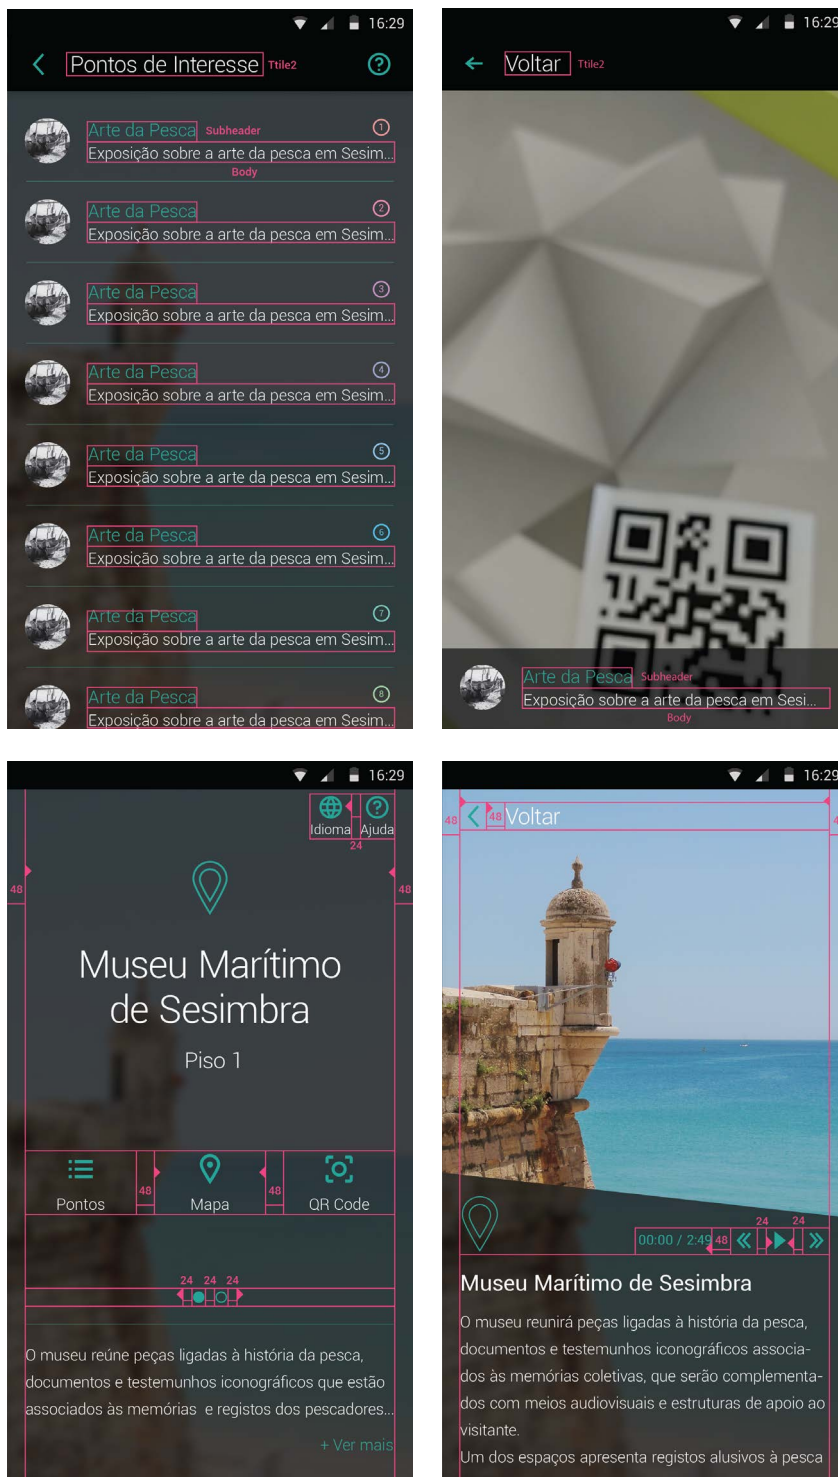 16:29
Pontos de Interesse Ttile2
Arte da Pesca Subheader 1
Exposição sobre a arte da pesca em Sesim...
Body
Arte da Pesca 2
Exposição sobre a arte da pesca em Sesim...
Arte da Pesca 3
Exposição sobre a arte da pesca em Sesim...
Arte da Pesca 4
Exposição sobre a arte da pesca em Sesim...
Arte da Pesca 5
Exposição sobre a arte da pesca em Sesim...
Arte da Pesca 6
Exposição sobre a arte da pesca em Sesim...
Arte da Pesca 7
Exposição sobre a arte da pesca em Sesim...
Arte da Pesca 8
Exposição sobre a arte da pesca em Sesim...
16:29
Voltar Ttile2
Arte da Pesca Subheader
Exposição sobre a arte da pesca em Sesi...
Body
16:29
Idioma Ajuda
24
48 48
Museu Marítimo
de Sesimbra
Piso 1
48 48
Pontos Mapa QR Code
24 24 24
O museu reúne peças ligadas à história da pesca,
documentos e testemunhos iconográficos que estão
associados às memórias e registos dos pescadores...
+ Ver mais
16:29
48 48 Voltar 4
24 24
00:00 / 2:49 48
Museu Marítimo de Sesimbra
O museu reunirá peças ligadas à história da pesca,
documentos e testemunhos iconográficos associa-
dos às memórias coletivas, que serão complementa-
dos com meios audiovisuais e estruturas de apoio ao
visitante.
Um dos espaços apresenta registos alusivos à pesca